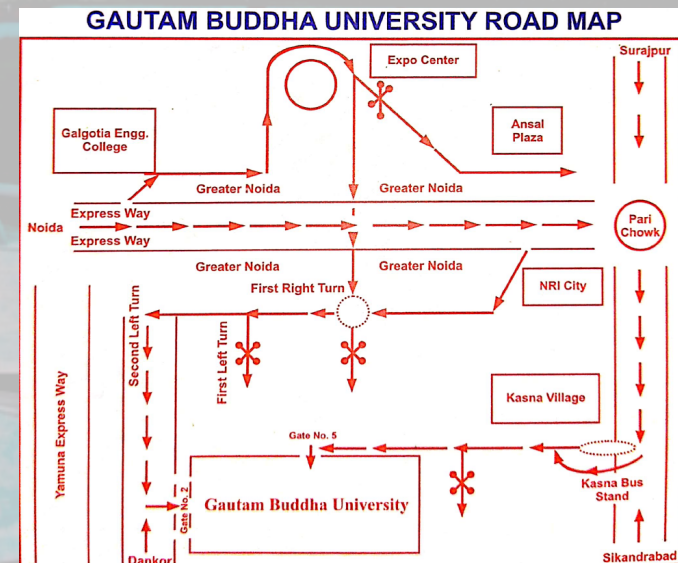 GAUTAM BUDDHA UNIVERSITY ROAD MAP
Surajpur
Expo Center
Galgotia Engg.
College
Ansal
Plaza
Greater Noida
Greater Noida
Express Way
Noida
Express Way
Pari
Chowk
Greater Noida
Greater Noida
First Right Turn
NRI City
Second Left Turn
First Left Turn
Yamuna Express Way
Kasna Village
Gate No. 5
Kasna Bus
Stand
Gate No. 2
Gautam Buddha University
Dankor
Sikandrabad